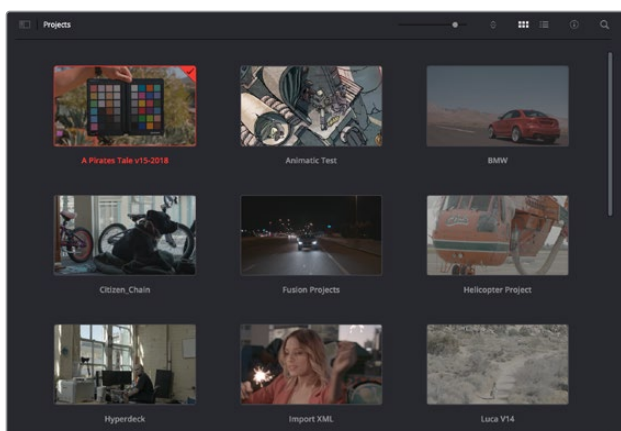 Projects
A Pirates Tale v15-2018
Animatic Test
BMW
Citizen_Chain
Fusion Projects
Helicopter Project
Hyperdeck
Import XML
Luca V14